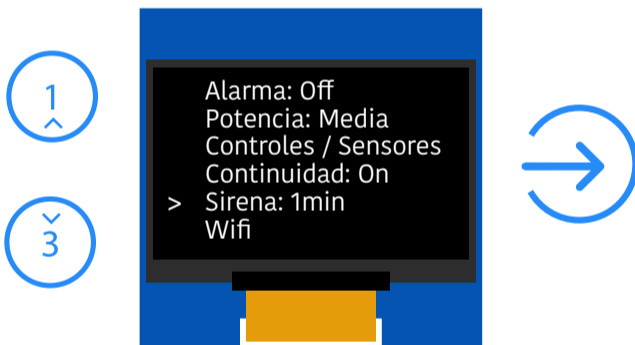 1
3
Alarma: Off
Potencia: Media
Controles / Sensores
Continuidad: On
> Sirena: 1min
Wifi